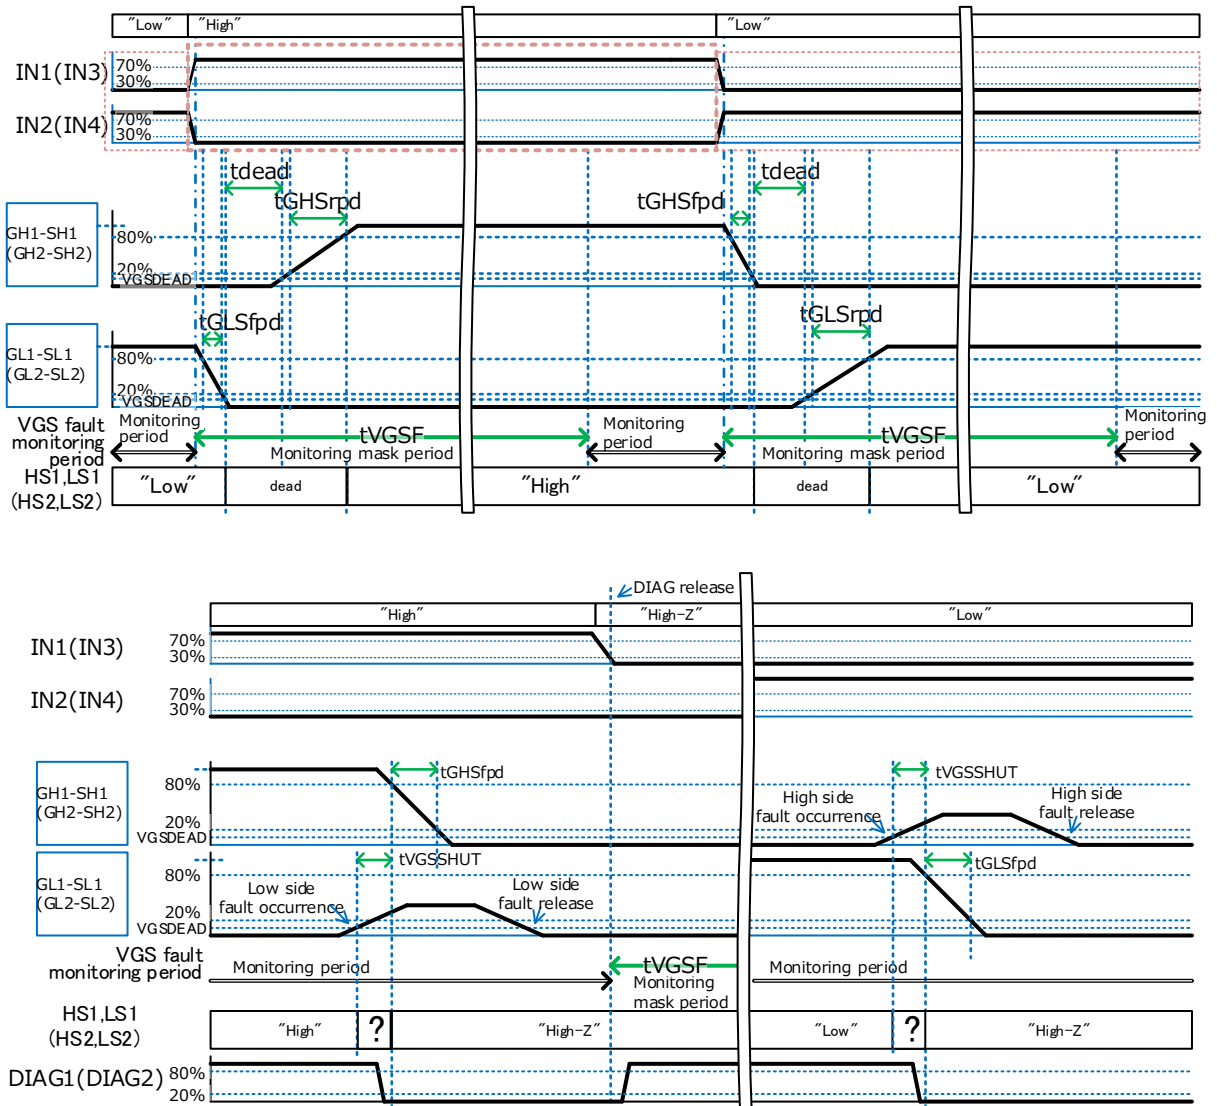 "Low" "High" "Low"
IN1(IN3) 70%
30%
IN2(IN4) 70%
30%
tdead tdead
tGHSrpd tGHSfpd
GH1-SH1
(GH2-SH2)
80%
20%
VGSDEAD
tGLSfpd tGLSrpd
GL1-SL1
(GL2-SL2)
80%
20%
VGSDEAD
VGS fault
monitoring
period
Monitoring
period
tVGSF
Monitoring mask period
Monitoring
period
tVGSF
Monitoring mask period
Monitoring
period
HS1,LS1
(HS2,LS2)
"Low" dead "High" dead "Low"
DIAG release
"High" "High-Z" "Low"
IN1(IN3) 70%
30%
IN2(IN4) 70%
30%
GH1-SH1
(GH2-SH2)
80%
20%
VGSDEAD
tGHSfpd
tVGSSHUT
High side
fault occurrence
High side
fault release
GL1-SL1
(GL2-SL2)
80%
20%
VGSDEAD
tVGSSHUT
Low side
fault occurrence
Low side
fault release
tGLSfpd
VGS fault
monitoring period
Monitoring period
tVGSF
Monitoring
mask period
Monitoring period
HS1,LS1
(HS2,LS2)
"High" ? "High-Z" "Low" ? "High-Z"
DIAG1(DIAG2) 80%
20%